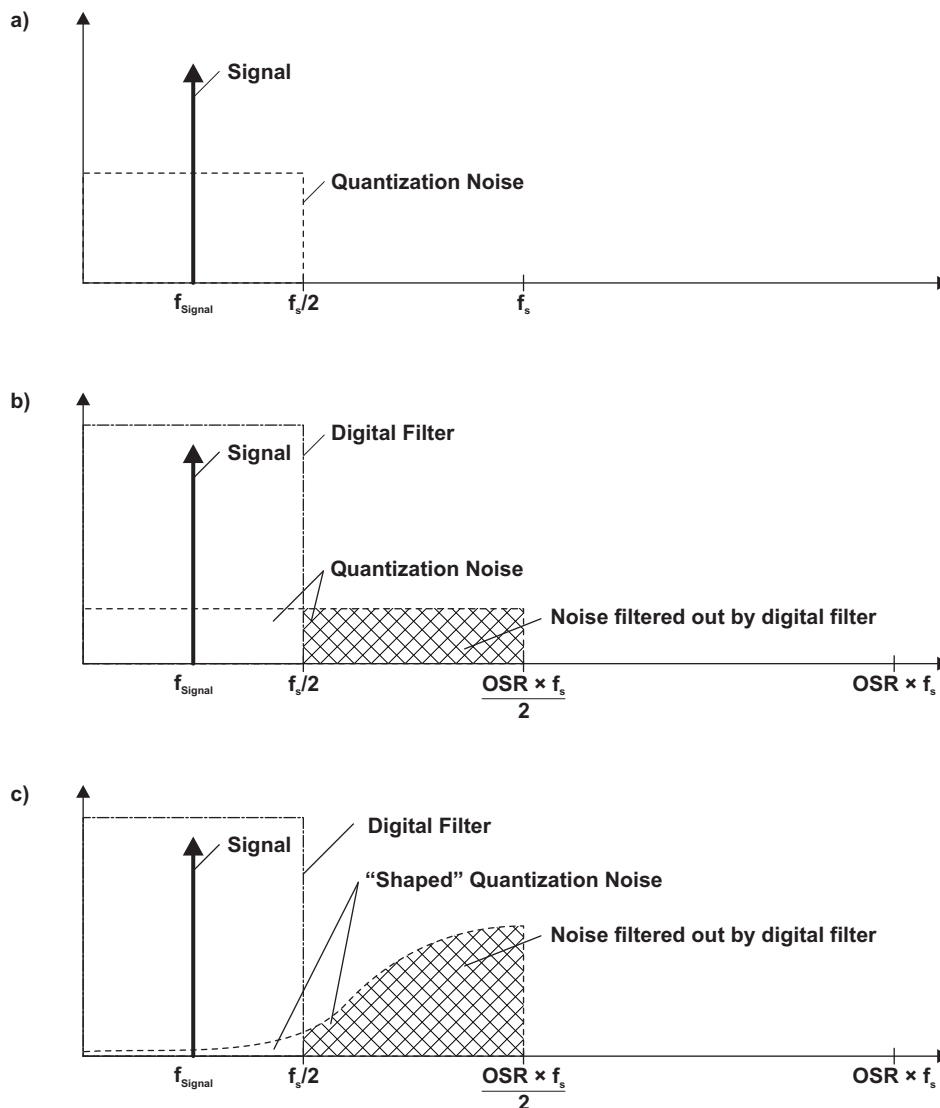 a)
Signal
Quantization Noise
fSignal
fs/2
fs
b)
Digital Filter
Signal
Quantization Noise
Noise filtered out by digital filter
fSignal
fs/2
OSR × fs
2
OSR × fs
c)
Digital Filter
Signal
“Shaped” Quantization Noise
Noise filtered out by digital filter
fSignal
fs/2
OSR × fs
2
OSR × fs